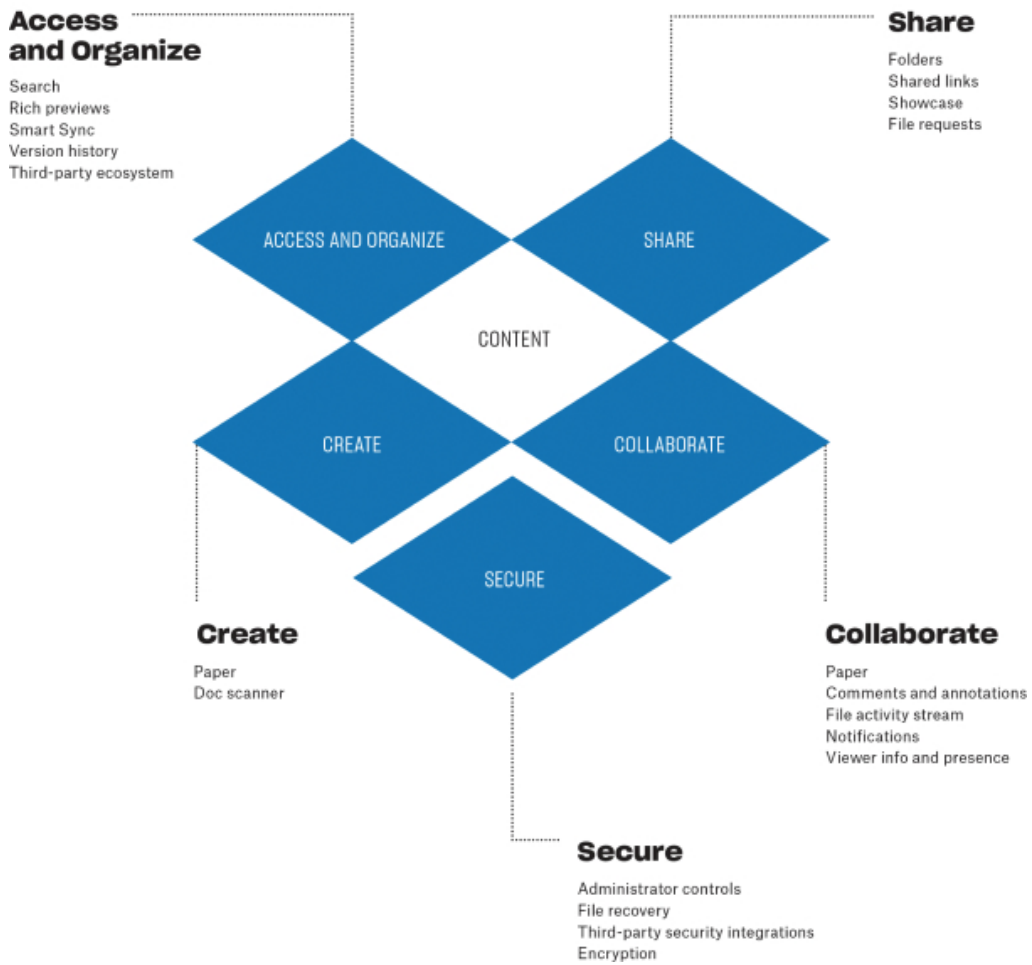 Access
and Organize
Search
Rich previews
Smart Sync
Version history
Third-party ecosystem
Share
Folders
Shared links
Showcase
File requests
ACCESS AND ORGANIZE
SHARE
CONTENT
CREATE
COLLABORATE
SECURE
Create
Paper
Doc scanner
Collaborate
Paper
Comments and annotations
File activity stream
Notifications
Viewer info and presence
Secure
Administrator controls
File recovery
Third-party security integrations
Encryption